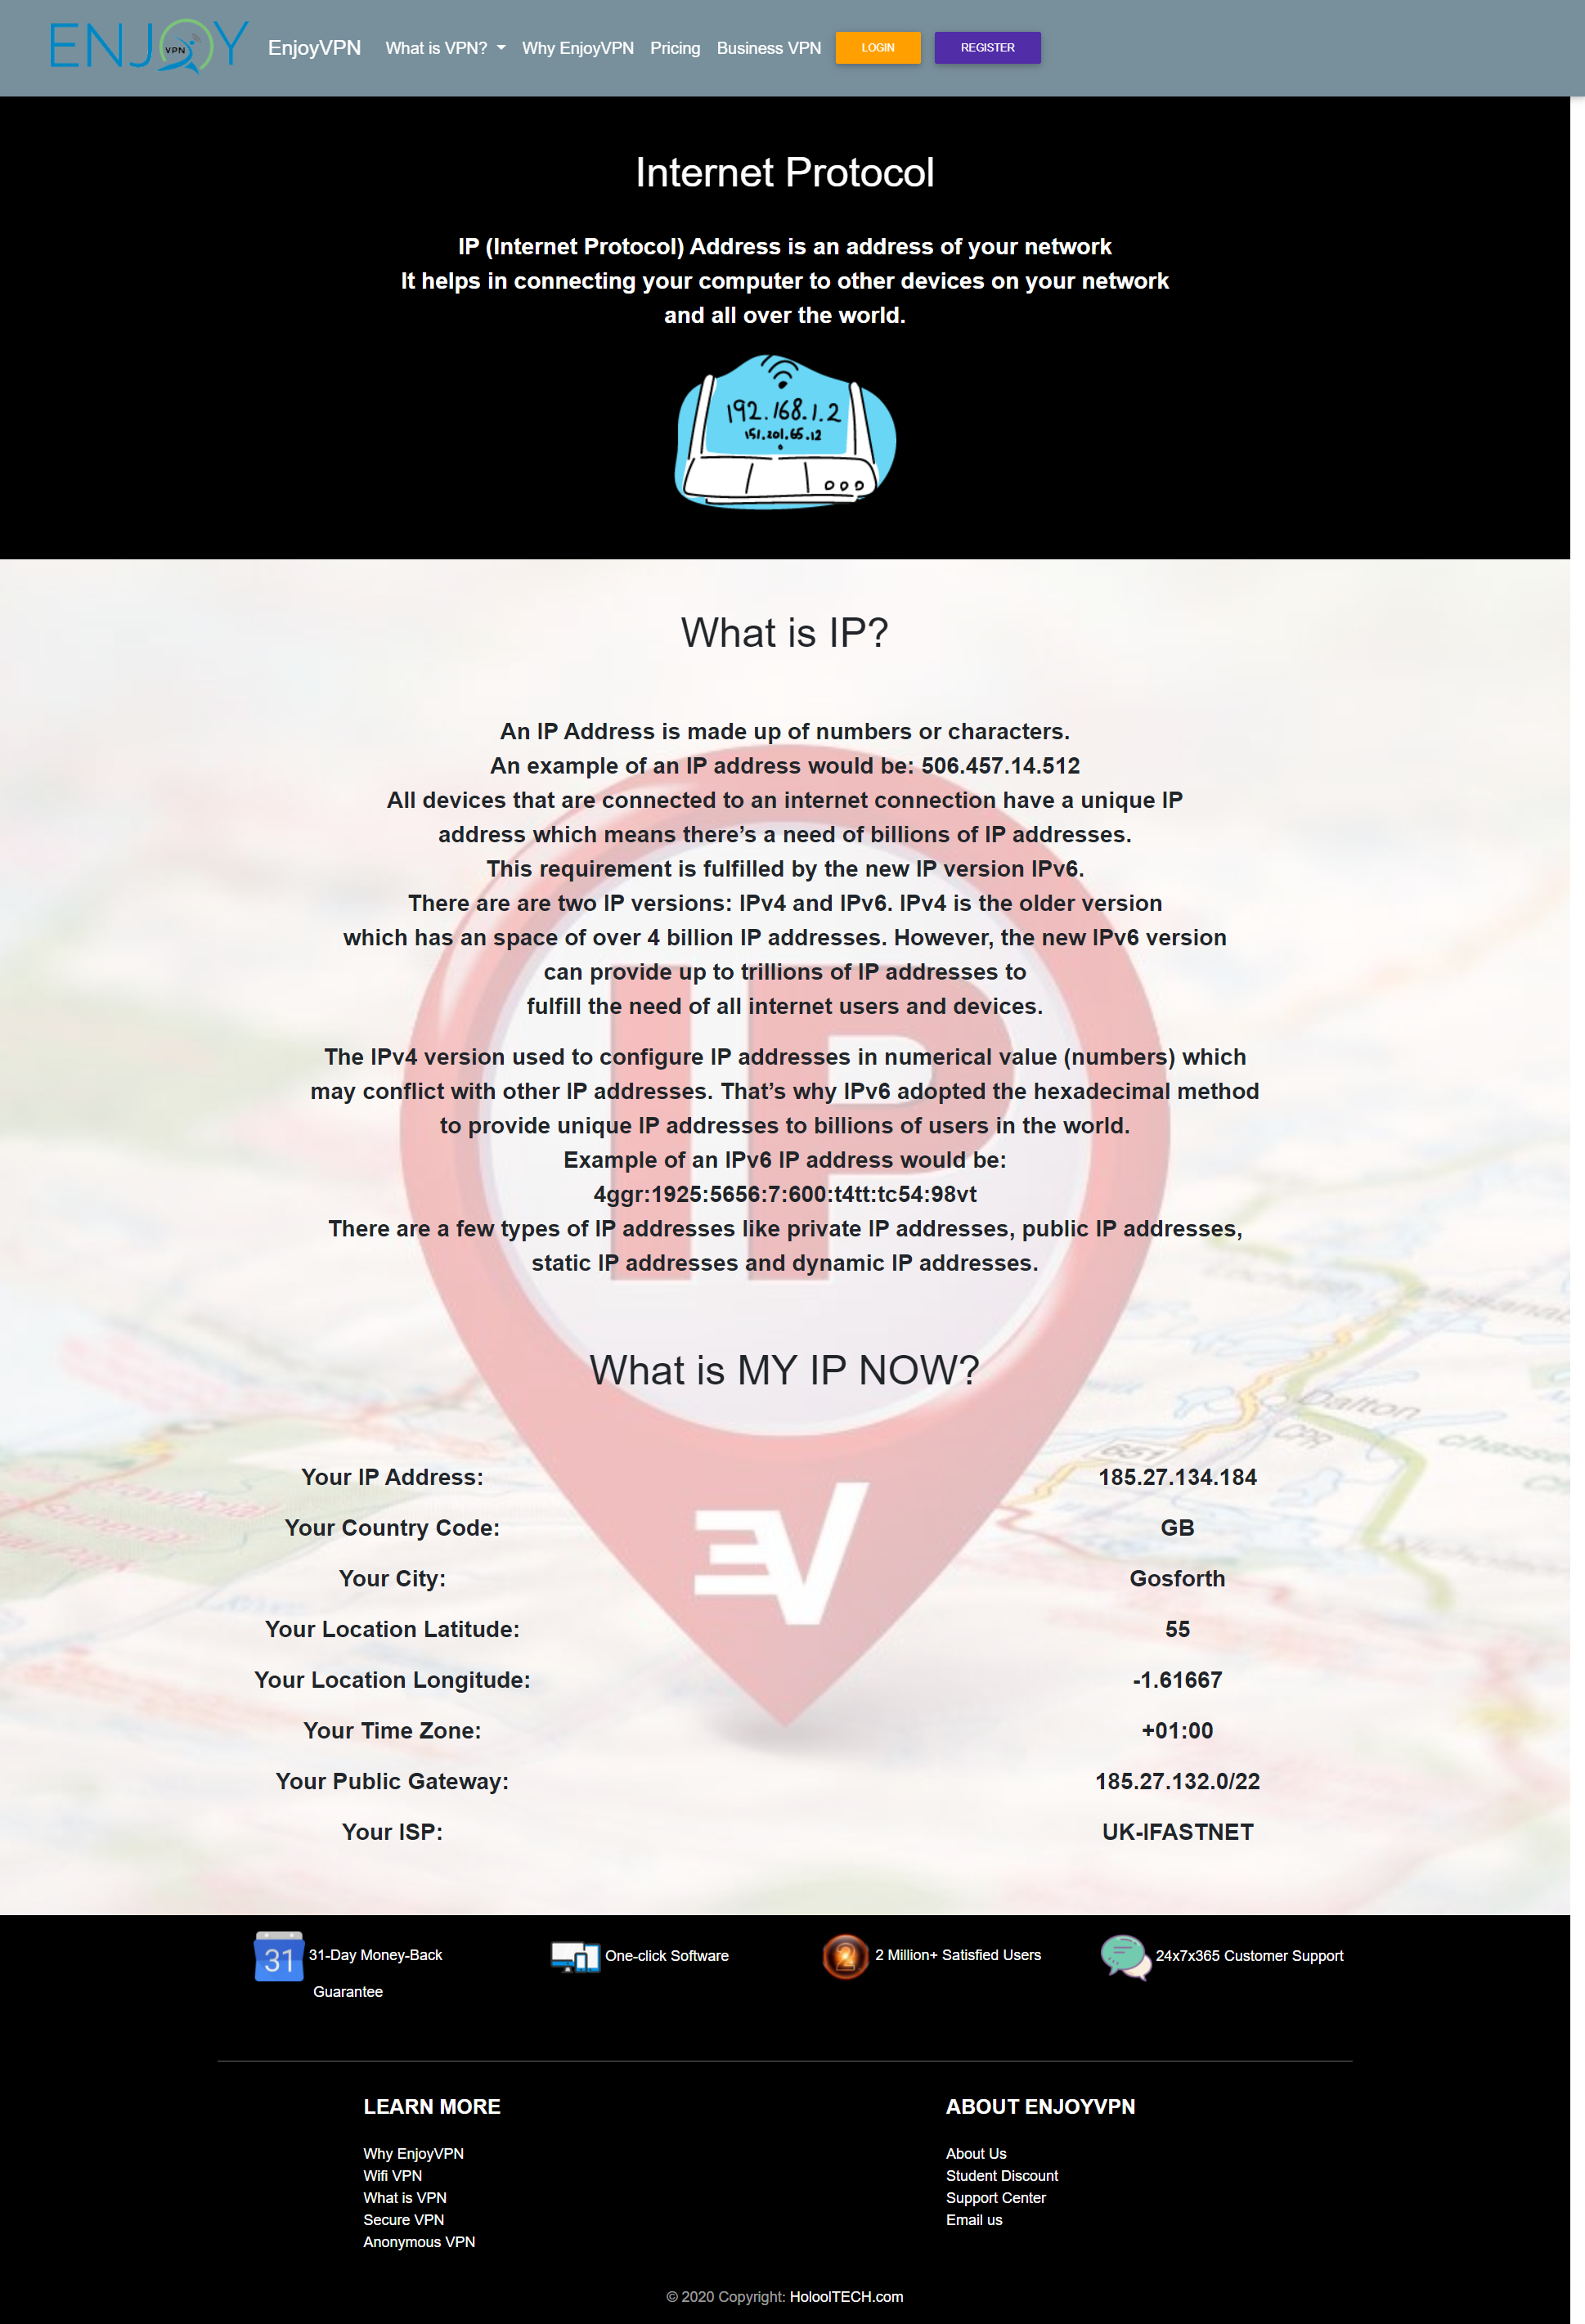 ENJOY
VPN
EnjoyVPN
What is VPN?
Why EnjoyVPN
Pricing
Business VPN
LOGIN
REGISTER
Internet Protocol
IP (Internet Protocol) Address is an address of your network
It helps in connecting your computer to other devices on your network
and all over the world.
192.168.1.2
151.201.65.12
What is IP?
An IP Address is made up of numbers or characters.
An example of an IP address would be: 506.457.14.512
All devices that are connected to an internet connection have a unique IP
address which means there’s a need of billions of IP addresses.
This requirement is fulfilled by the new IP version IPv6.
There are are two IP versions: IPv4 and IPv6. IPv4 is the older version
which has an space of over 4 billion IP addresses. However, the new IPv6 version
can provide up to trillions of IP addresses to
fulfill the need of all internet users and devices.
IP
The IPv4 version used to configure IP addresses in numerical value (numbers) which
may conflict with other IP addresses. That’s why IPv6 adopted the hexadecimal method
to provide unique IP addresses to billions of users in the world.
Example of an IPv6 IP address would be:
4ggr:1925:5656:7:600:t4tt:tc54:98vt
There are a few types of IP addresses like private IP addresses, public IP addresses,
static IP addresses and dynamic IP addresses.
What is MY IP NOW?
Dalton
CPR
651
Your IP Address: 185.27.134.184
Your Country Code: GB
Your City: Gosforth
EV
Your Location Latitude: 55
Your Location Longitude: -1.61667
Your Time Zone: +01:00
Your Public Gateway: 185.27.132.0/22
Your ISP: UK-IFASTNET
31
31-Day Money-Back
Guarantee
One-click Software
2
2 Million+ Satisfied Users
24x7x365 Customer Support
LEARN MORE
Why EnjoyVPN
Wifi VPN
What is VPN
Secure VPN
Anonymous VPN
ABOUT ENJOYVPN
About Us
Student Discount
Support Center
Email us
© 2020 Copyright: HoloolTECH.com